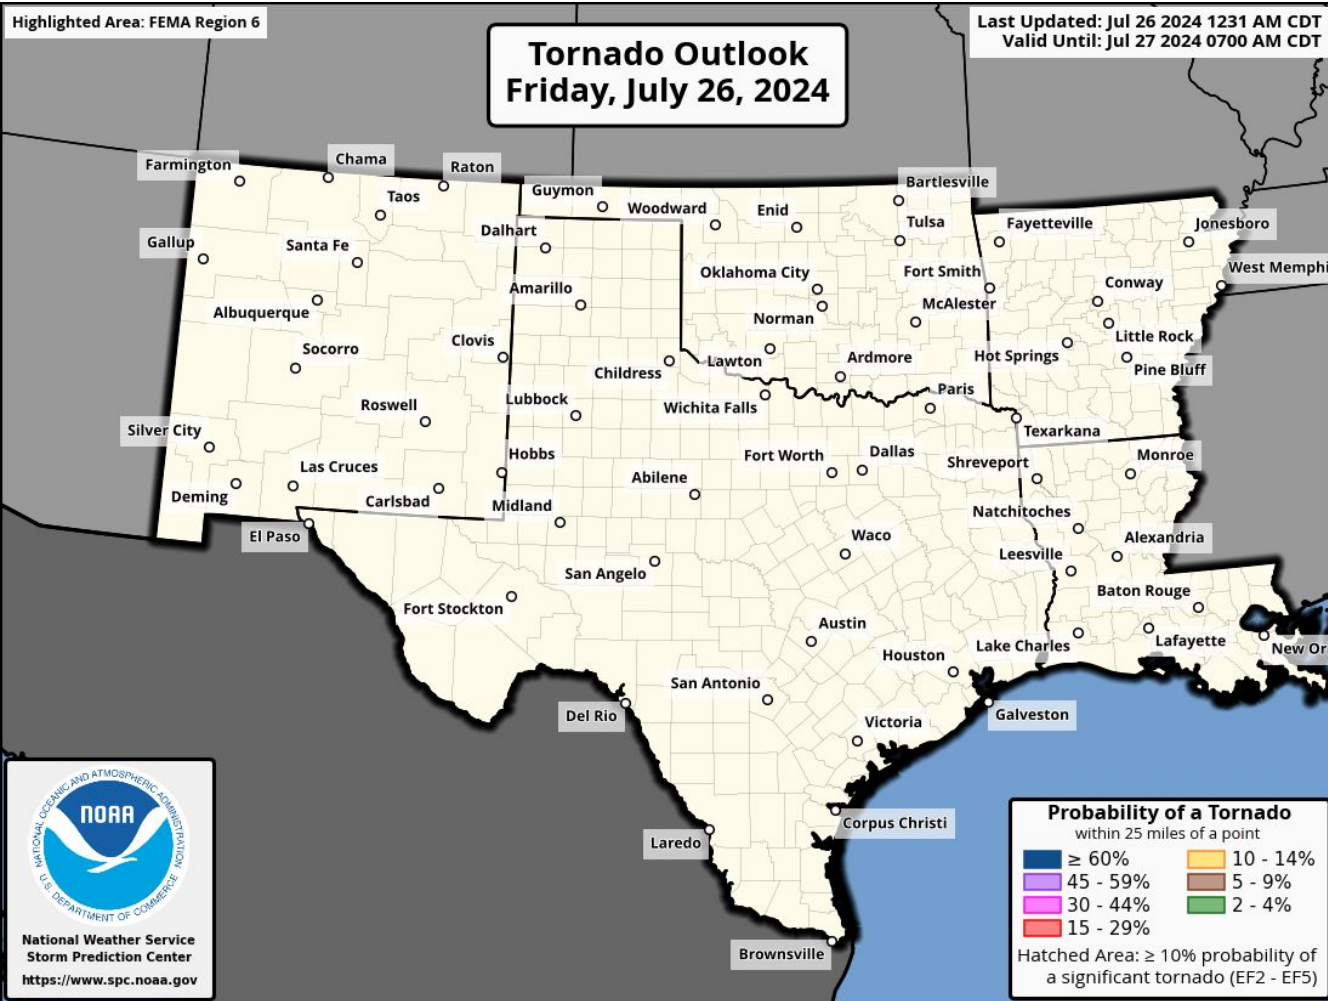 Highlighted Area: FEMA Region 6
Last Updated: Jul 26 2024 1231 AM CDT
Valid Until: Jul 27 2024 0700 AM CDT
Tornado Outlook
Friday, July 26, 2024
Farmington
Chama
Raton
Taos
Guymon
Woodward
Enid
Bartlesville
Tulsa
Fayetteville
Jonesboro
Gallup
Santa Fe
Dalhart
Oklahoma City
Fort Smith
West Memphi
Amarillo
Conway
Albuquerque
Norman
McAlester
Socorro
Clovis
Little Rock
Childress
Lawton
Ardmore
Hot Springs
Pine Bluff
Roswell
Lubbock
Wichita Falls
Paris
Silver City
Texarkana
Las Cruces
Hobbs
Fort Worth
Dallas
Shreveport
Monroe
Deming
Carlsbad
Midland
Abilene
Natchitoches
El Paso
Waco
Leesville
Alexandria
San Angelo
Fort Stockton
Baton Rouge
Austin
Houston
Lake Charles
Lafayette
New Or
San Antonio
Del Rio
Victoria
Galveston
Laredo
Corpus Christi
Brownsville
NATIONAL OCEANIC AND ATMOSPHERIC ADMINISTRATION
NOAA
U.S. DEPARTMENT OF COMMERCE
National Weather Service
Storm Prediction Center
https://www.spc.noaa.gov
Probability of a Tornado
within 25 miles of a point
≥ 60%
10 - 14%
45 - 59%
5 - 9%
30 - 44%
2 - 4%
15 - 29%
Hatched Area: ≥ 10% probability of
a significant tornado (EF2 - EF5)